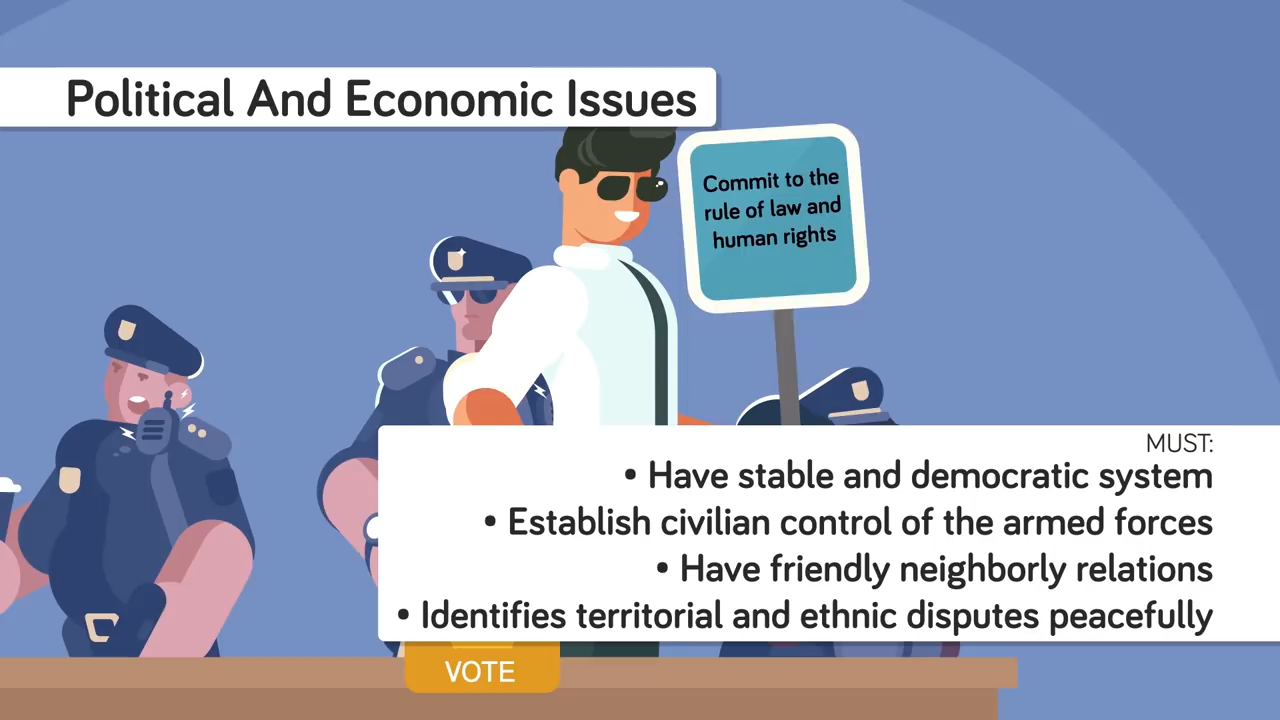 Political And Economic Issues
Commit to the
rule of law and
human rights
MUST:
• Have stable and democratic system
• Establish civilian control of the armed forces
• Have friendly neighborly relations
• Identifies territorial and ethnic disputes peacefully
VOTE